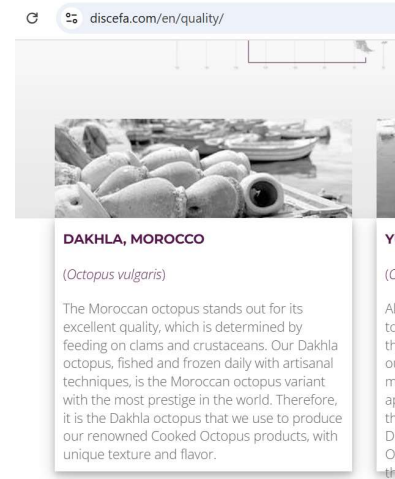 discefa.com/en/quality/
DAKHLA, MOROCCO
(Octopus vulgaris)
The Moroccan octopus stands out for its
excellent quality, which is determined by
feeding on clams and crustaceans. Our Dakhla
octopus, fished and frozen daily with artisanal
techniques, is the Moroccan octopus variant
with the most prestige in the world. Therefore,
it is the Dakhla octopus that we use to produce
our renowned Cooked Octopus products, with
unique texture and flavor.